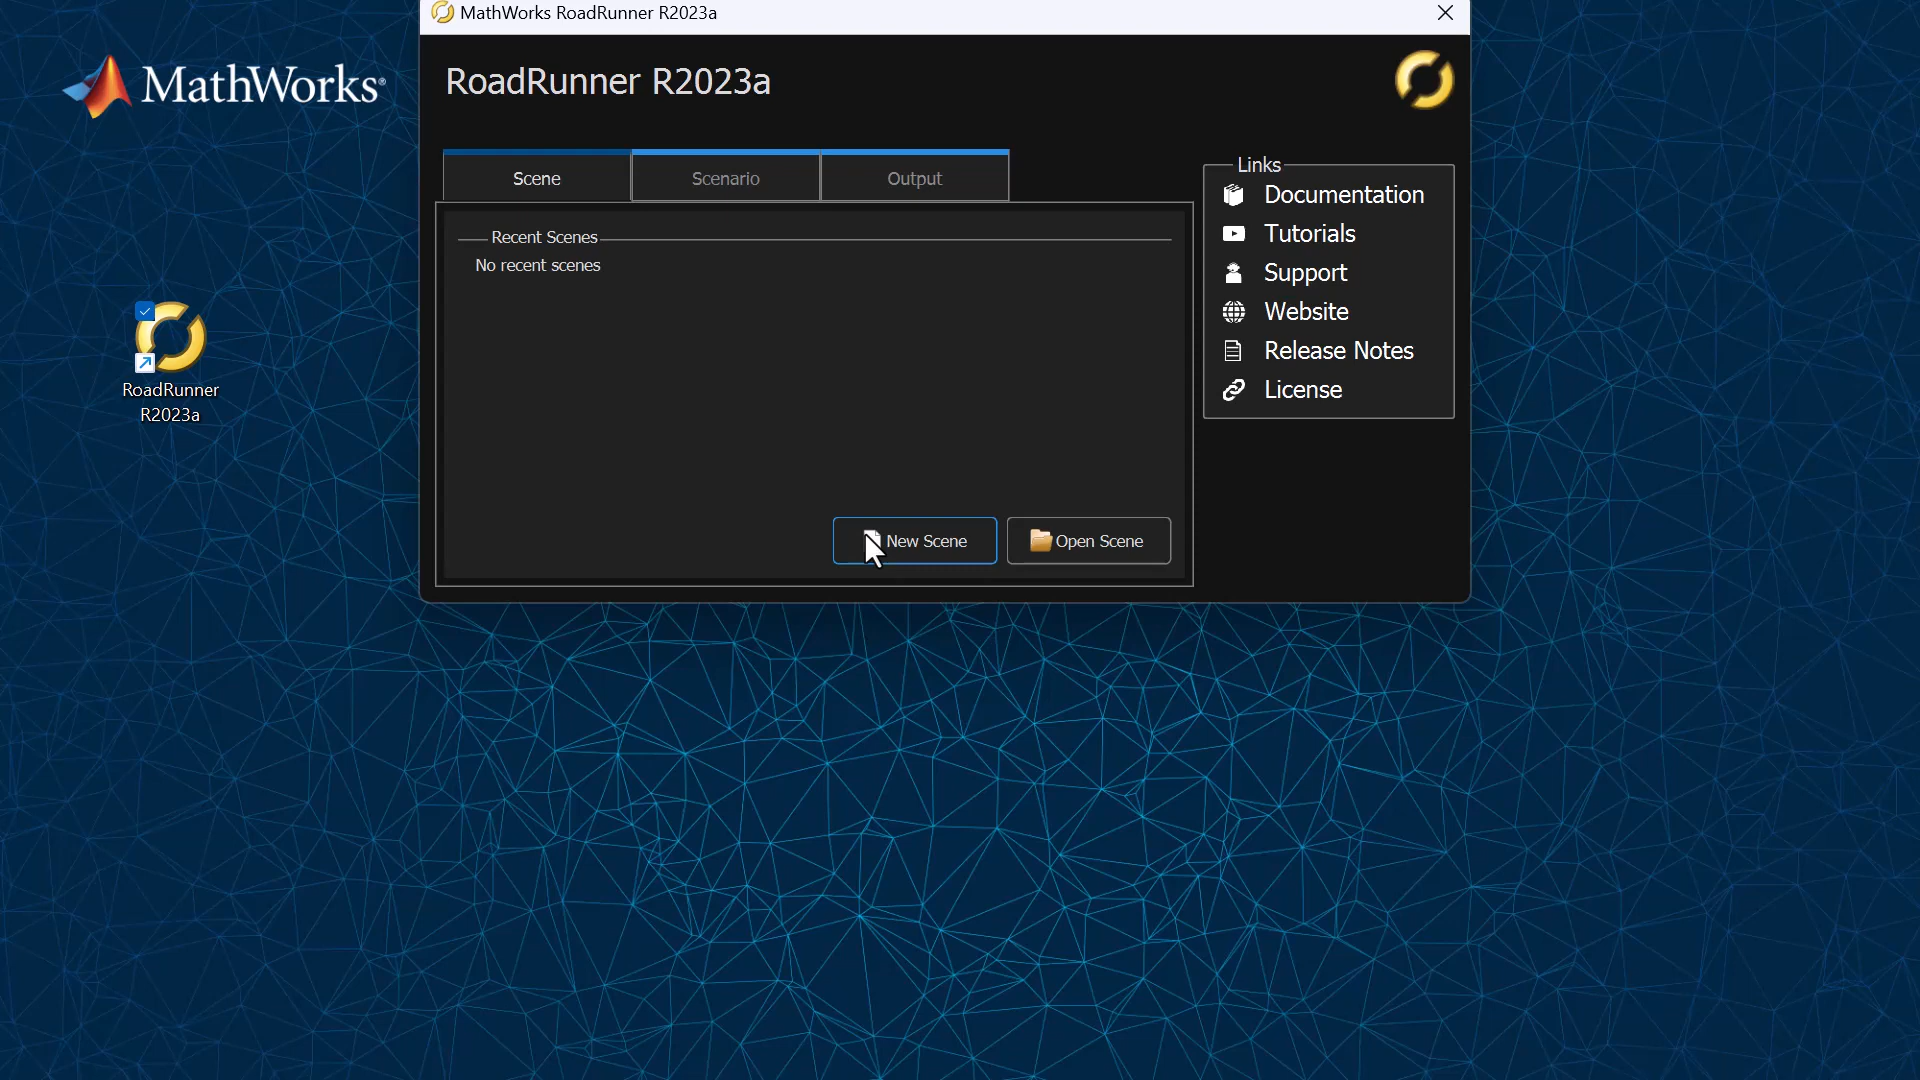 MathWorks RoadRunner R2023a
MathWorks®
RoadRunner R2023a
Scene
Scenario
Output
Links
Documentation
Tutorials
Support
Website
Release Notes
License
Recent Scenes
No recent scenes
RoadRunner
R2023a
New Scene
Open Scene